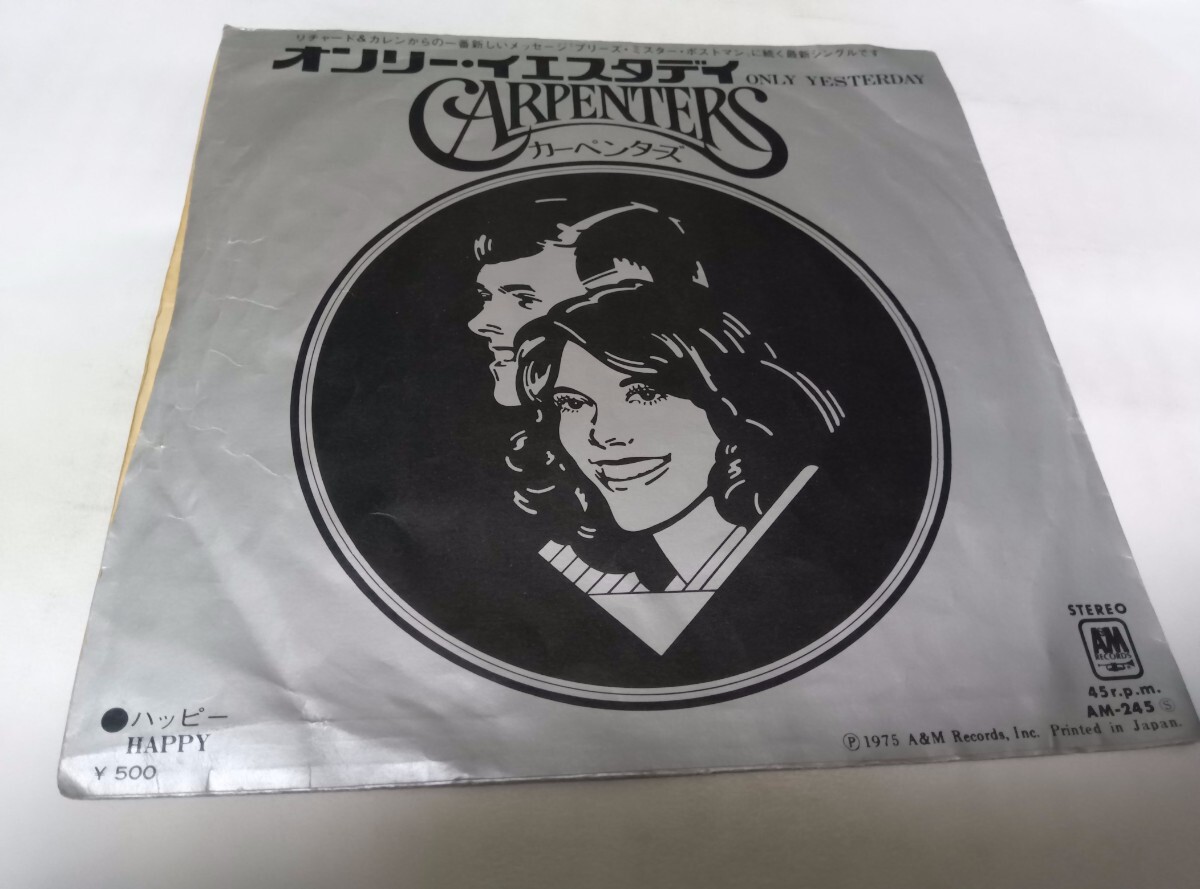 リチャード&カレンからの一番新しいメッセージ"プリーズ・ミスター・ポストマン"に続く最新シングルです
オンリー・イエスタデイ ONLY YESTERDAY
CARPENTERS
カーペンターズ
STEREO
A&M
RECORDS
45r.p.m.
AM-245 Ⓢ
●ハッピー
HAPPY
¥500
Ⓟ1975 A&M Records, Inc. Printed in Japan.